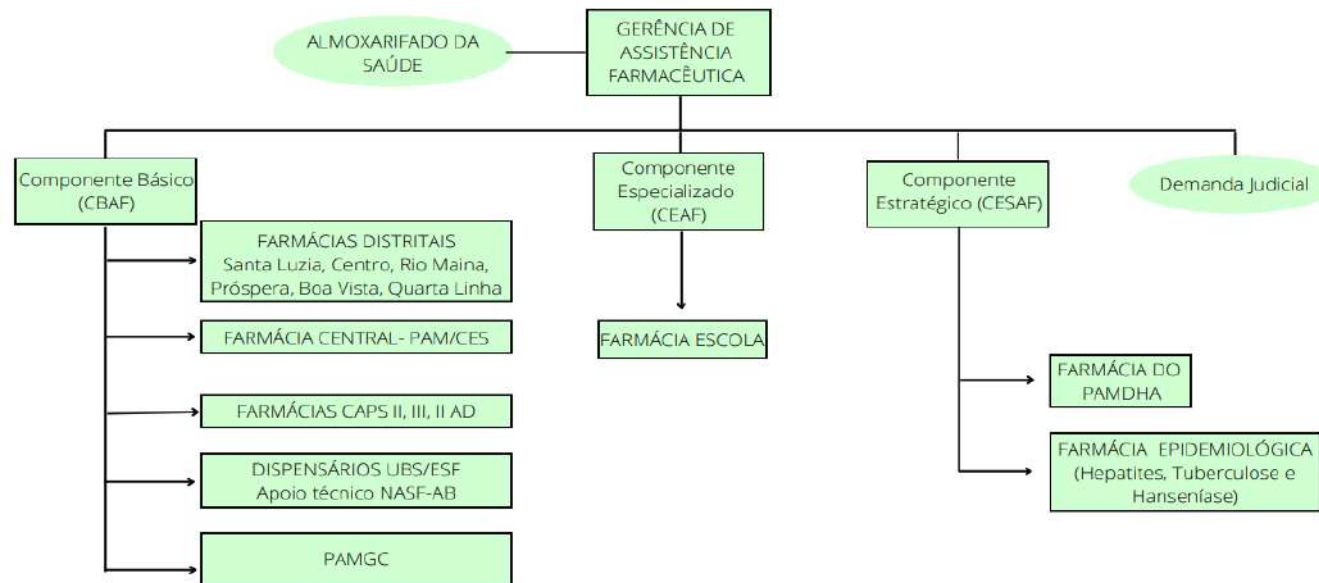 ALMOXARIFADO DA
SAÚDE
GERÊNCIA DE
ASSISTÊNCIA
FARMACÊUTICA
Componente Básico
(CBAF)
Componente
Especializado
(CEAF)
Componente
Estratégico (CESAF)
Demanda Judicial
FARMÁCIAS DISTRITAIS
Santa Luzia, Centro, Rio Maina,
Próspera, Boa Vista, Quarta Linha
FARMÁCIA CENTRAL- PAM/CES
FARMÁCIAS CAPS II, III, II AD
DISPENSÁRIOS UBS/ESF
Apoio técnico NASF-AB
PAMGC
FARMÁCIA ESCOLA
FARMÁCIA DO
PAMDHA
FARMÁCIA EPIDEMIOLÓGICA
(Hepatites, Tuberculose e
Hanseníase)